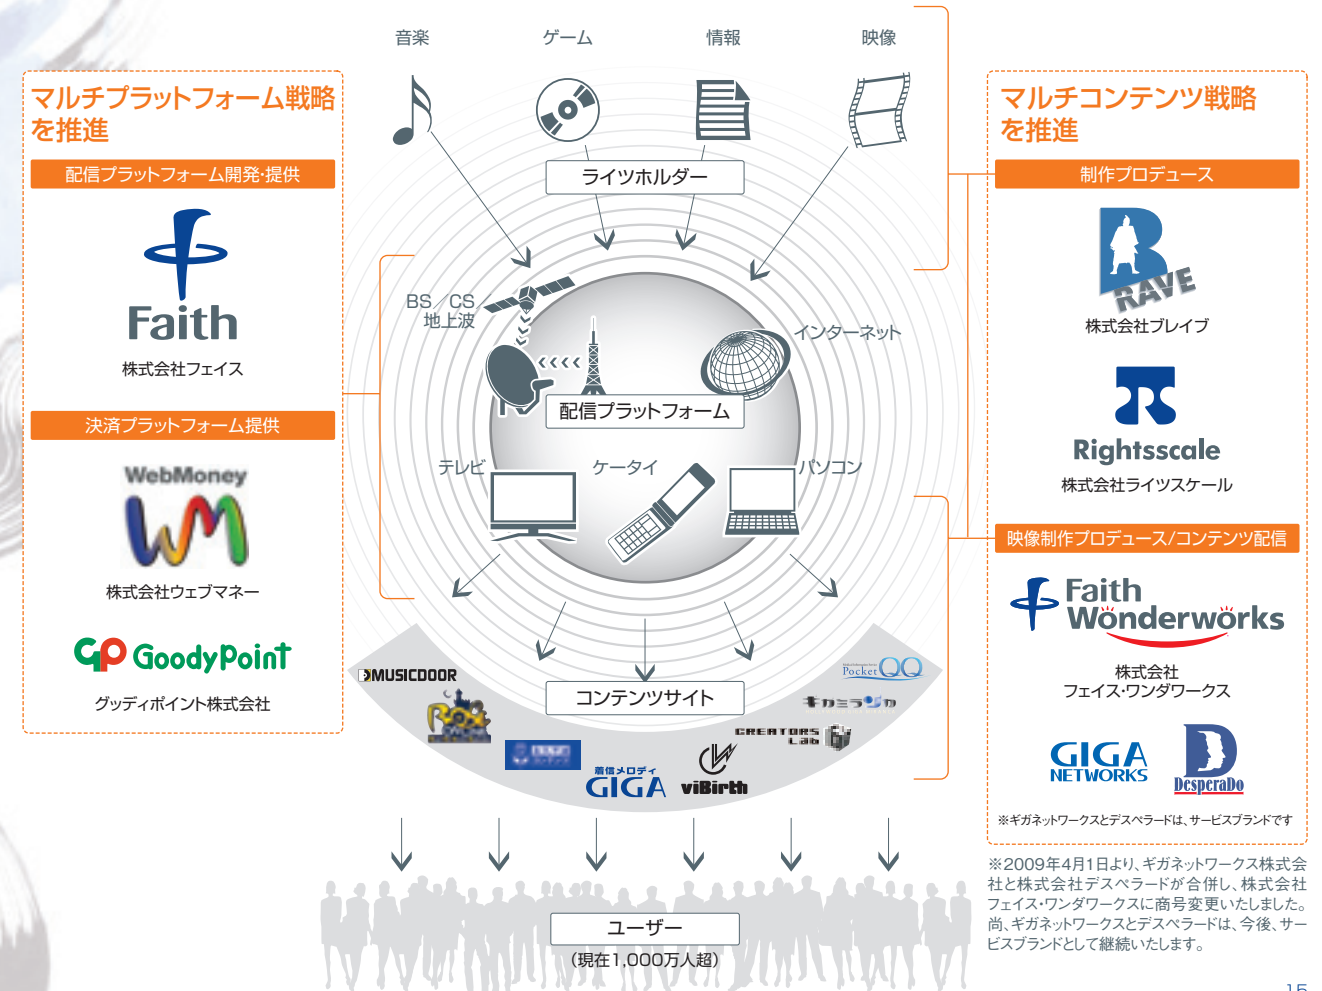 音楽
ゲーム
情報
映像
マルチプラットフォーム戦略
を推進
配信プラットフォーム開発・提供
Faith
株式会社フェイス
決済プラットフォーム提供
WebMoney
WM
株式会社ウェブマネー
GP GoodyPoint
グッディポイント株式会社
ライツホルダー
BS/CS
地上波
インターネット
配信プラットフォーム
テレビ
ケータイ
パソコン
コンテンツサイト
MUSICDOOR
着信メロディ
GIGA
viBirth
CREATORS
Lab
キカミラジカ
Pocket QQ
ユーザー
(現在1,000万人超)
マルチコンテンツ戦略
を推進
制作プロデュース
B
RAVE
株式会社ブレイブ
R
Rightsscale
株式会社ライツスケール
映像制作プロデュース/コンテンツ配信
Faith
Wonderworks
株式会社
フェイス・ワンダワークス
GIGA
NETWORKS
D
DesperaDo
※ギガネットワークスとデスペラードは、サービスブランドです
※2009年4月1日より、ギガネットワークス株式会
社と株式会社デスペラードが合併し、株式会社
フェイス・ワンダワークスに商号変更いたしました。
尚、ギガネットワークスとデスペラードは、今後、サー
ビスブランドとして継続いたします。
15